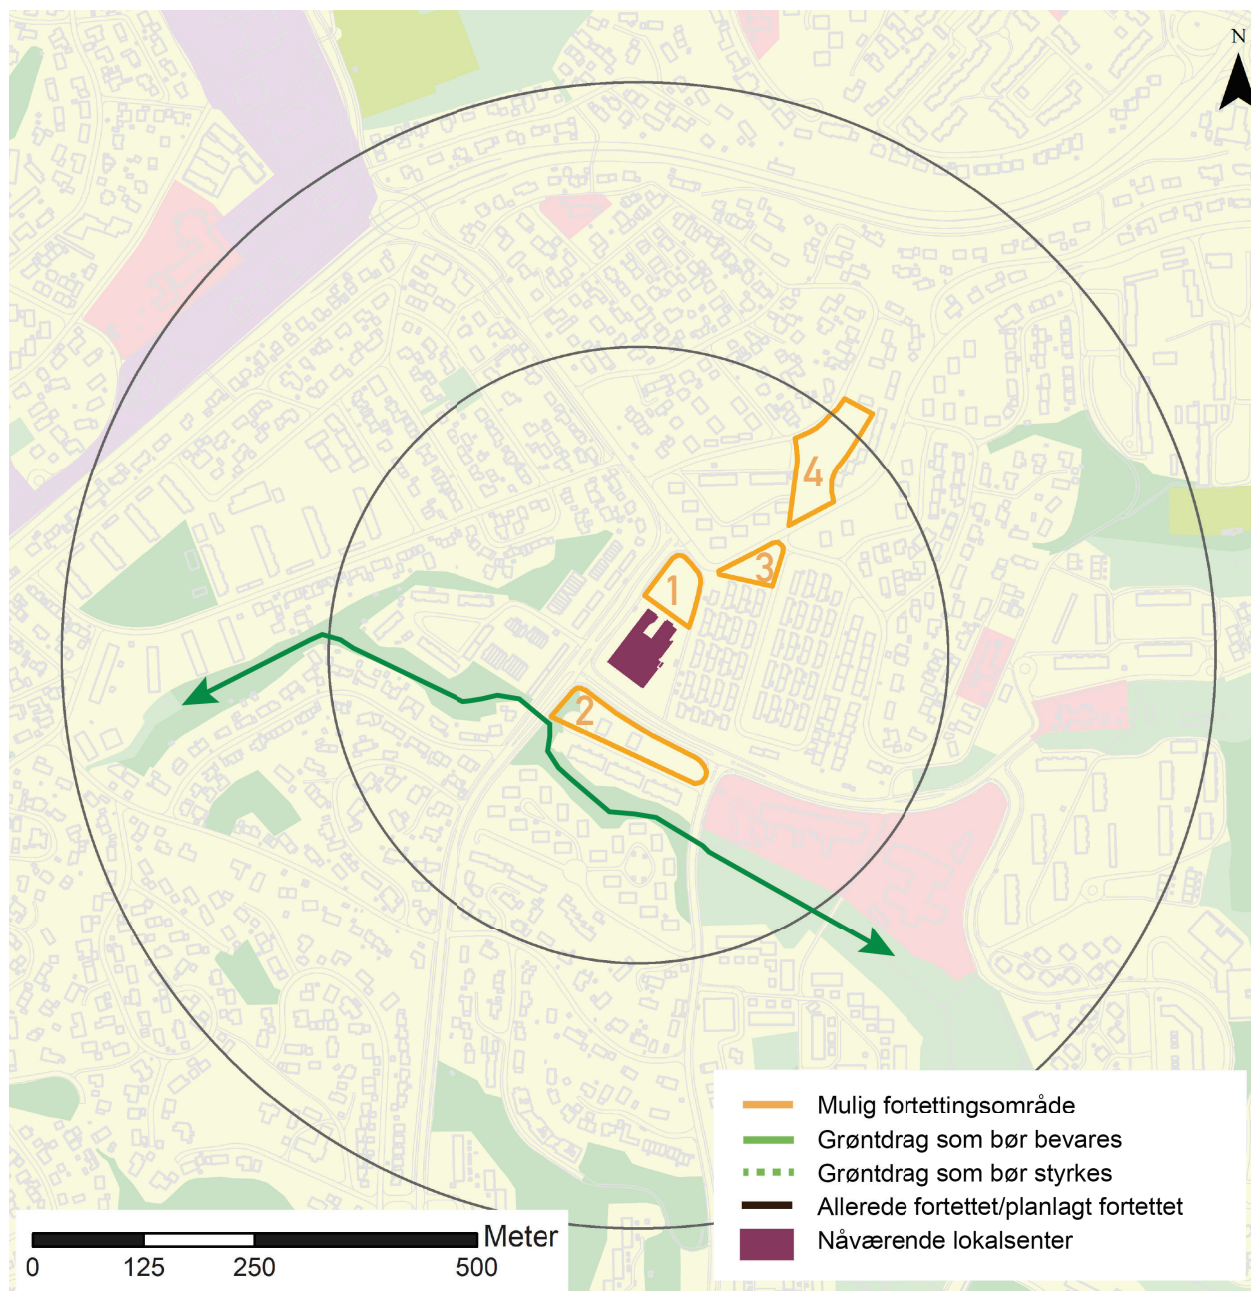 N
4
3
1
2
Mulig fortettingsområde
Grøntdrag som bør bevares
Grøntdrag som bør styrkes
Allerede fortettet/planlagt fortettet
Nåværende lokalsenter
Meter
0 125 250 500